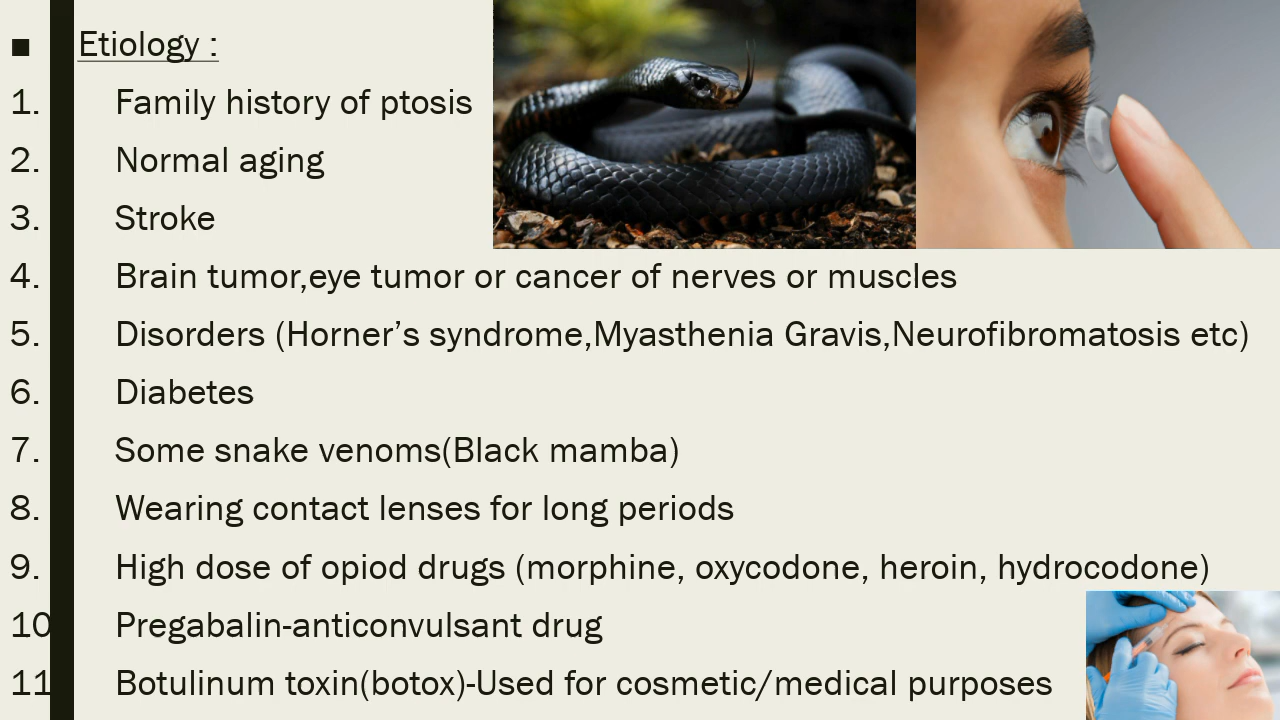 ■ Etiology :
1. Family history of ptosis
2. Normal aging
3. Stroke
4. Brain tumor,eye tumor or cancer of nerves or muscles
5. Disorders (Horner’s syndrome,Myasthenia Gravis,Neurofibromatosis etc)
6. Diabetes
7. Some snake venoms(Black mamba)
8. Wearing contact lenses for long periods
9. High dose of opiod drugs (morphine, oxycodone, heroin, hydrocodone)
10 Pregabalin-anticonvulsant drug
11 Botulinum toxin(botox)-Used for cosmetic/medical purposes